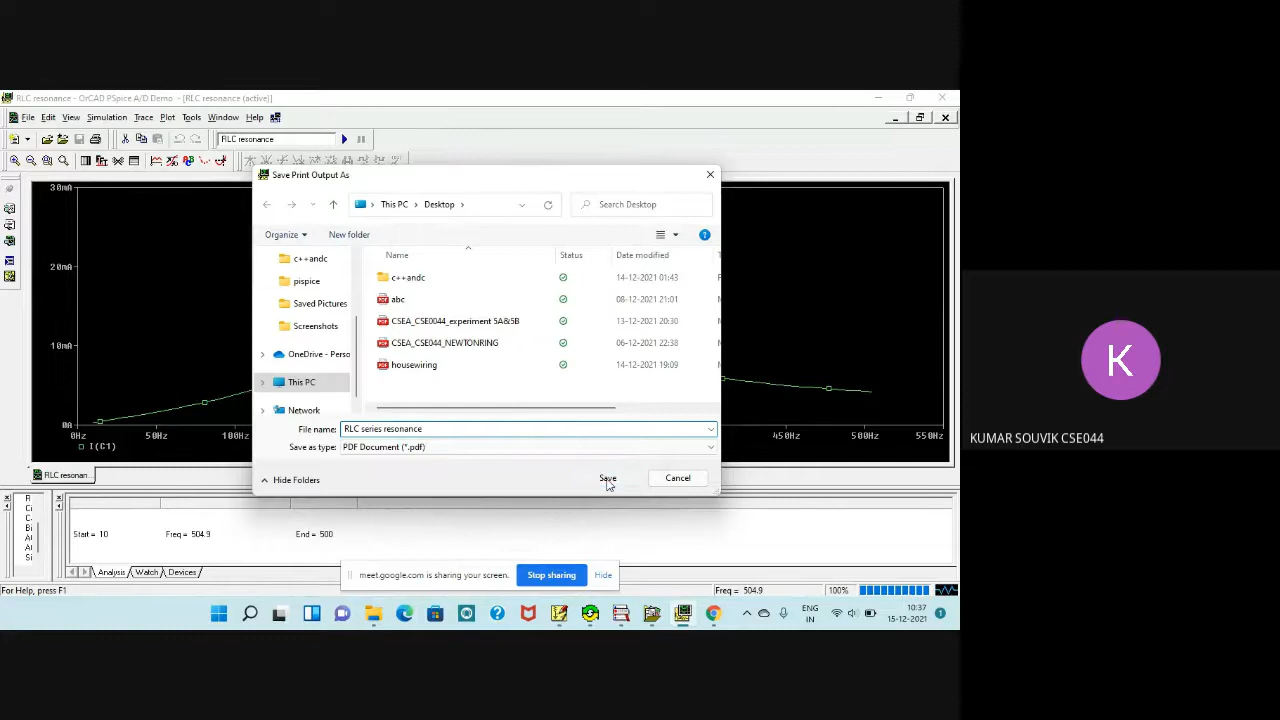 RLC resonance - OrCAD PSpice A/D Demo - [RLC resonance (active)]
File Edit View Simulation Trace Plot Tools Window Help
RLC resonance
Save Print Output As
This PC > Desktop >
Search Desktop
Organize
New folder
Name Status Date modified
c++andc
pispice
Saved Pictures
Screenshots
OneDrive - Perso
This PC
Network
c++andc 14-12-2021 01:43
abc 08-12-2021 21:01
CSEA_CSE0044_experiment 5A&5B 13-12-2021 20:30
CSEA_CSE044_NEWTONRING 06-12-2021 22:38
housewiring 14-12-2021 19:09
File name: RLC series resonance
Save as type: PDF Document (*.pdf)
Hide Folders
Save
Cancel
30mA
20mA
10mA
0A
0Hz 50Hz 100Hz 450Hz 500Hz 550Hz
I(C1)
RLC resonan..
Start = 10 Freq = 504.9 End = 500
Analysis Watch Devices
meet.google.com is sharing your screen.
Stop sharing
Hide
For Help, press F1
Freq = 504.9 100%
ENG
IN
10:37
15-12-2021
1
K
KUMAR SOUVIK CSE044